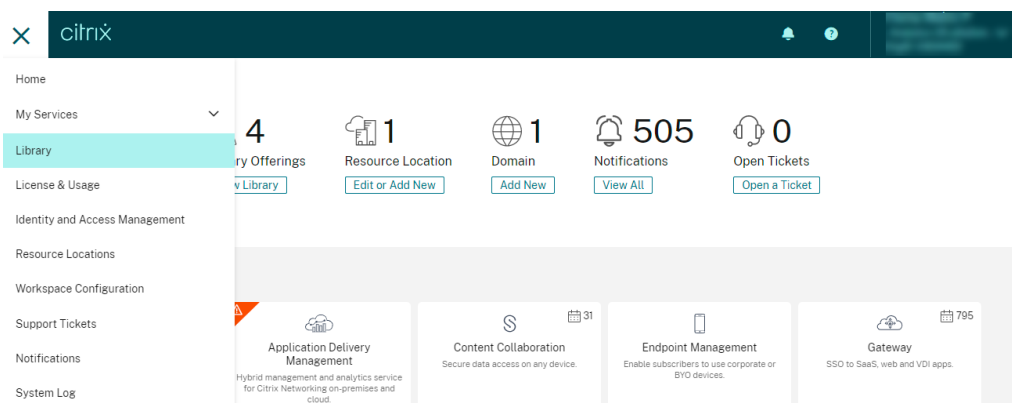 citrix
?
Home
My Services
Library
License & Usage
Identity and Access Management
Resource Locations
Workspace Configuration
Support Tickets
Notifications
System Log
4
ry Offerings
w Library
1
Resource Location
Edit or Add New
1
Domain
Add New
505
Notifications
View All
0
Open Tickets
Open a Ticket
Application Delivery
Management
Hybrid management and analytics service
for Citrix Networking on-premises and
cloud.
31
Content Collaboration
Secure data access on any device.
Endpoint Management
Enable subscribers to use corporate or
BYO devices.
795
Gateway
SSO to SaaS, web and VDI apps.